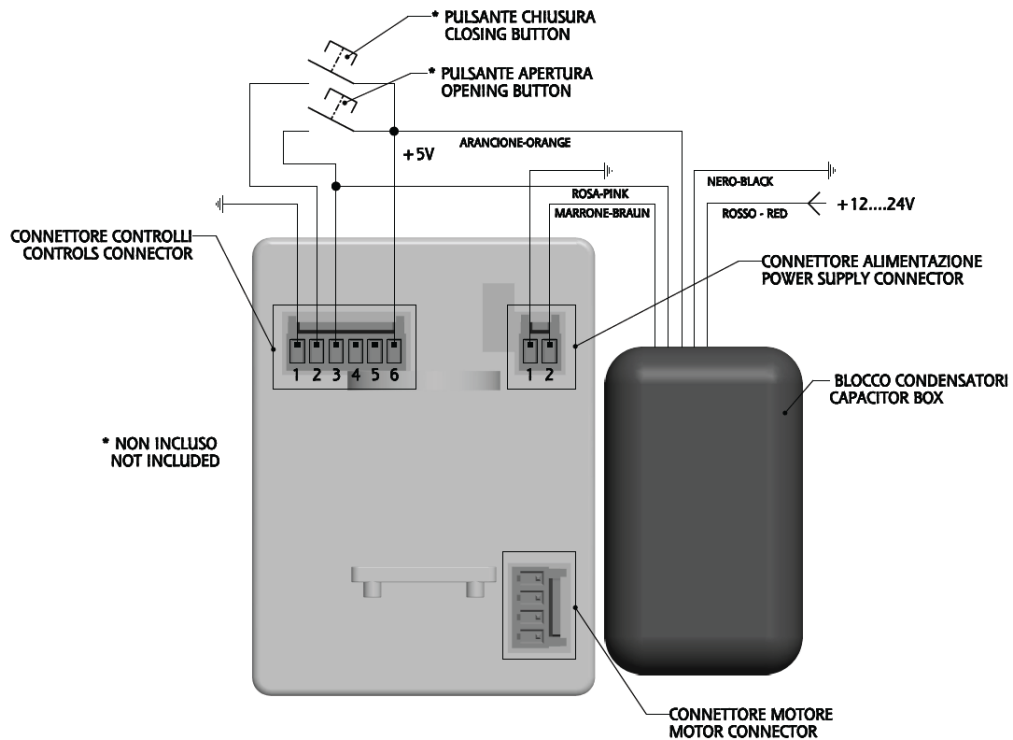 * PULSANTE CHIUSURA
CLOSING BUTTON
* PULSANTE APERTURA
OPENING BUTTON
ARANCIONE-ORANGE
+5V
ROSA-PINK
NERO-BLACK
MARRONE-BRAUN
ROSSO - RED
+12....24V
CONNETTORE CONTROLLI
CONTROLS CONNECTOR
CONNETTORE ALIMENTAZIONE
POWER SUPPLY CONNECTOR
1 2 3 4 5 6
1 2
BLOCCO CONDENSATORI
CAPACITOR BOX
* NON INCLUSO
NOT INCLUDED
CONNETTORE MOTORE
MOTOR CONNECTOR